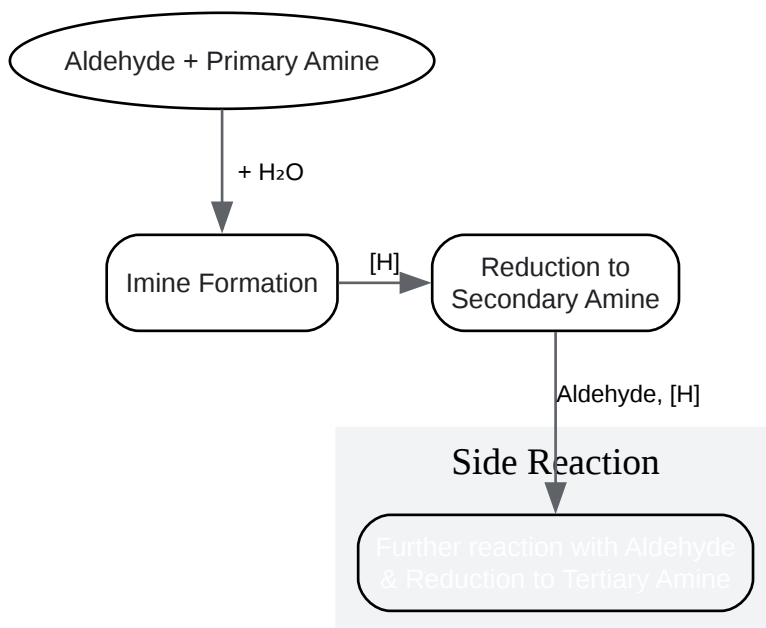 Aldehyde + Primary Amine
+ H₂O
Imine Formation
[H]
Reduction to
Secondary Amine
Aldehyde, [H]
Side Reaction
Further reaction with Aldehyde
& Reduction to Tertiary Amine